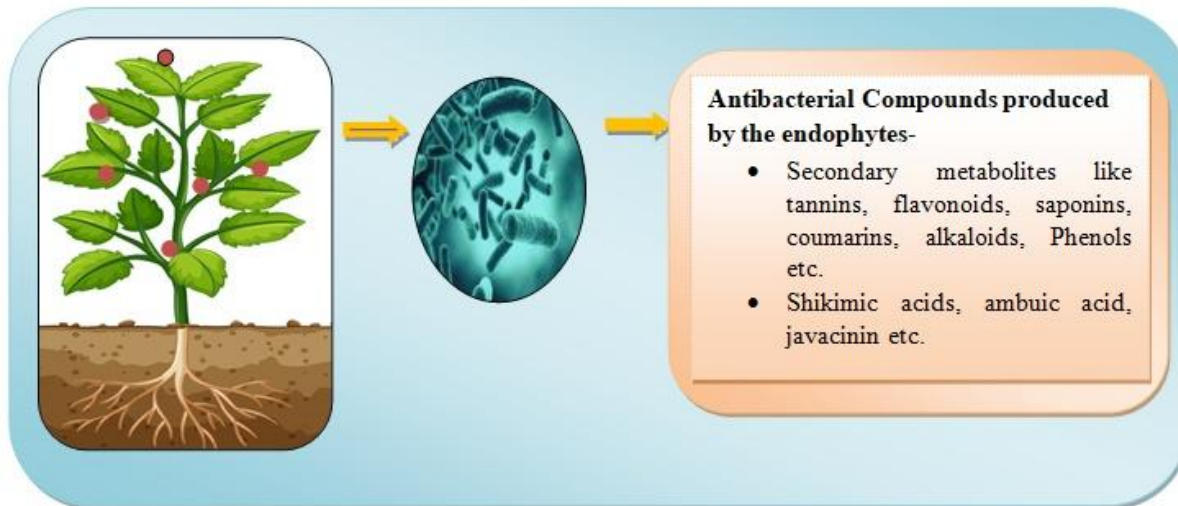 Antibacterial Compounds produced
by the endophytes-
• Secondary metabolites like
tannins, flavonoids, saponins,
coumarins, alkaloids, Phenols
etc.
• Shikimic acids, ambuic acid,
javacinin etc.